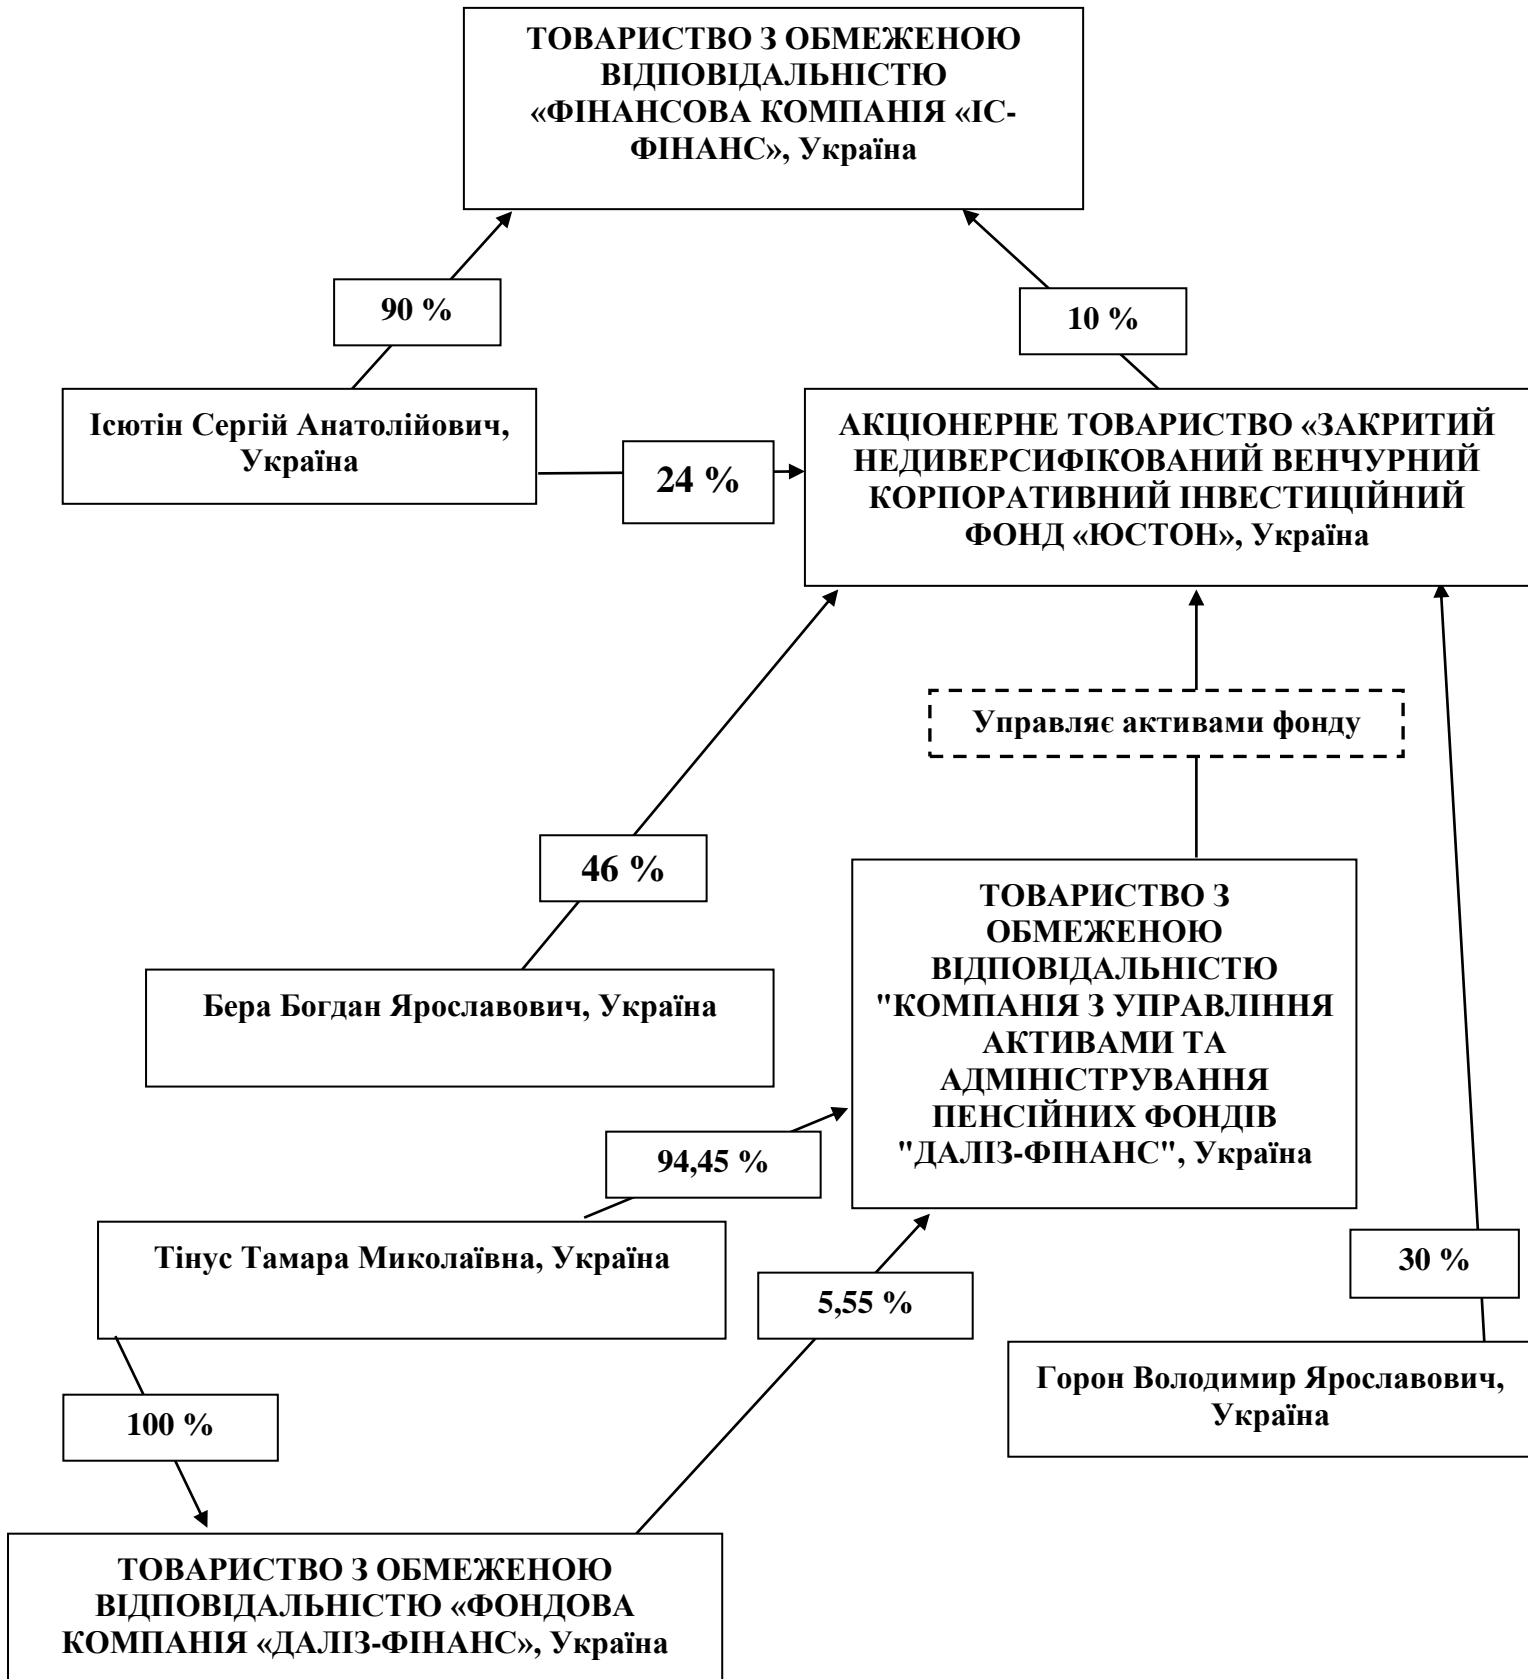 ТОВАРИСТВО З ОБМЕЖЕНОЮ
ВІДПОВІДАЛЬНІСТЮ
«ФІНАНСОВА КОМПАНІЯ «ІС-
ФІНАНС», Україна
90 %
10 %
Ісютін Сергій Анатолійович,
Україна
24 %
АКЦІОНЕРНЕ ТОВАРИСТВО «ЗАКРИТИЙ
НЕДИВЕРСИФІКОВАНИЙ ВЕНЧУРНИЙ
КОРПОРАТИВНИЙ ІНВЕСТИЦІЙНИЙ
ФОНД «ЮСТОН», Україна
Управляє активами фонду
46 %
Бера Богдан Ярославович, Україна
ТОВАРИСТВО З
ОБМЕЖЕНОЮ
ВІДПОВІДАЛЬНІСТЮ
"КОМПАНІЯ З УПРАВЛІННЯ
АКТИВАМИ ТА
АДМІНІСТРУВАННЯ
ПЕНСІЙНИХ ФОНДІВ
"ДАЛІЗ-ФІНАНС", Україна
94,45 %
Тінус Тамара Миколаївна, Україна
5,55 %
30 %
100 %
Горон Володимир Ярославович,
Україна
ТОВАРИСТВО З ОБМЕЖЕНОЮ
ВІДПОВІДАЛЬНІСТЮ «ФОНДОВА
КОМПАНІЯ «ДАЛІЗ-ФІНАНС», Україна